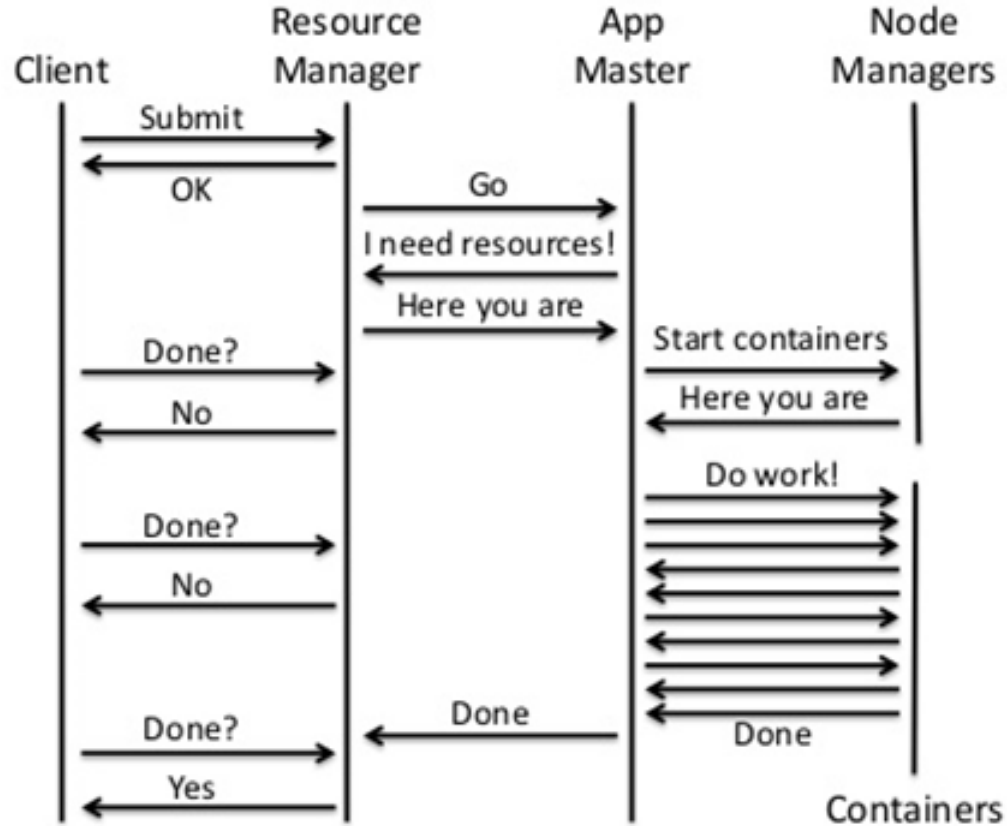 Client
Resource
Manager
App
Master
Node
Managers
Submit
OK
Go
I need resources!
Here you are
Done?
Start containers
No
Here you are
Do work!
Done?
No
Done?
Done
Done
Yes
Containers